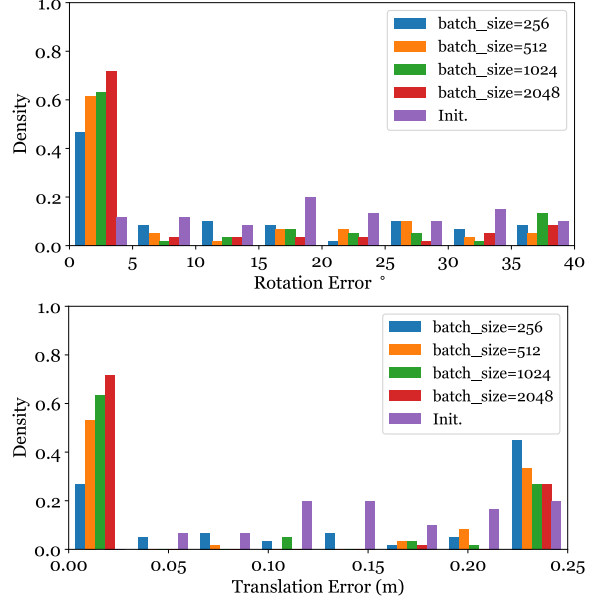 1.0
0.8
0.6
0.4
0.2
0.0
Density
batch_size=256
batch_size=512
batch_size=1024
batch_size=2048
Init.
0 5 10 15 20 25 30 35 40
Rotation Error °
1.0
0.8
0.6
0.4
0.2
0.0
Density
batch_size=256
batch_size=512
batch_size=1024
batch_size=2048
Init.
0.00 0.05 0.10 0.15 0.20 0.25
Translation Error (m)